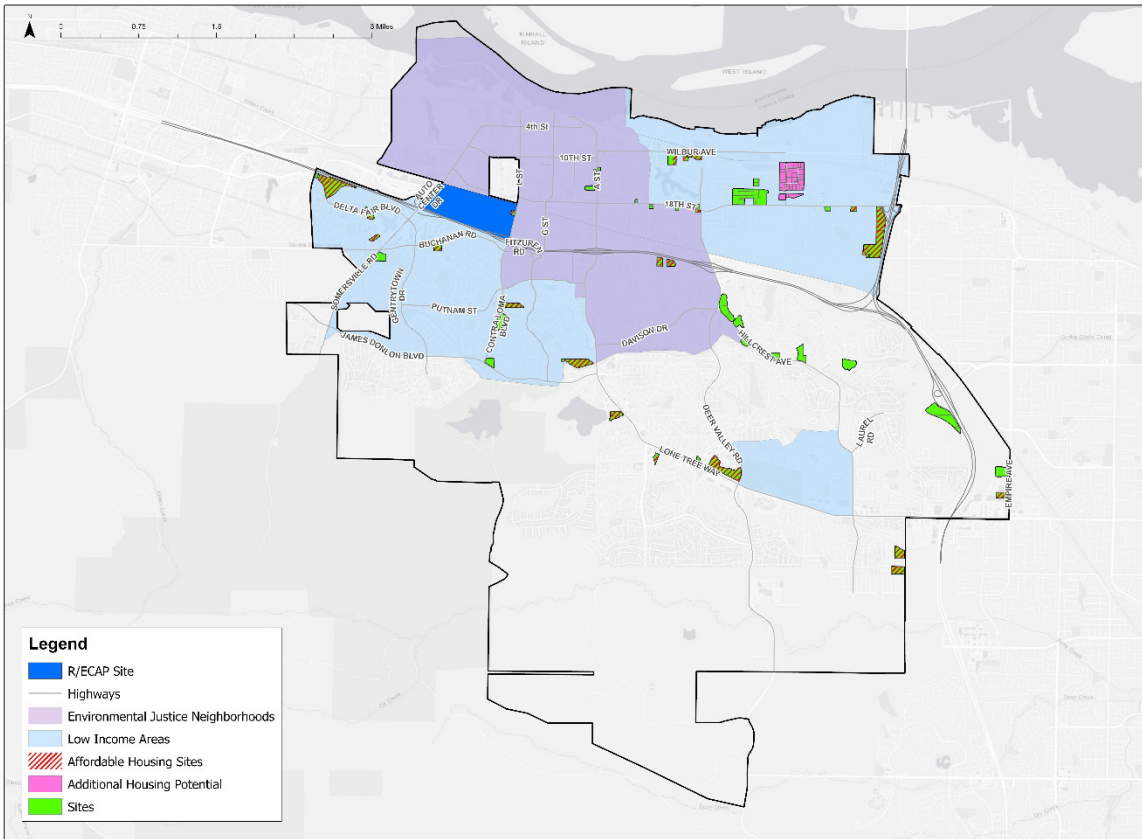 N
0
0.75
1.5
3 Miles
KIMBALL
ISLAND
WEST ISLAND
4th St
10TH ST
WILBUR AVE
L ST
A ST
AUTO
CENTER
DR
18TH ST
DELTA FAIR BLVD
G ST
BUCHANAN RD
FITZUREN
RD
SOMERSVILLE RD
GENTRYTOWN
DR
PUTNAM ST
CONTRA LOMA
BLVD
DAVISON DR
HILLCREST AVE
JAMES DONLON BLVD
DEER VALLEY RD
LAUREL
RD
LONE TREE WAY
EMPIRE AVE
Legend
R/ECAP Site
Highways
Environmental Justice Neighborhoods
Low Income Areas
Affordable Housing Sites
Additional Housing Potential
Sites